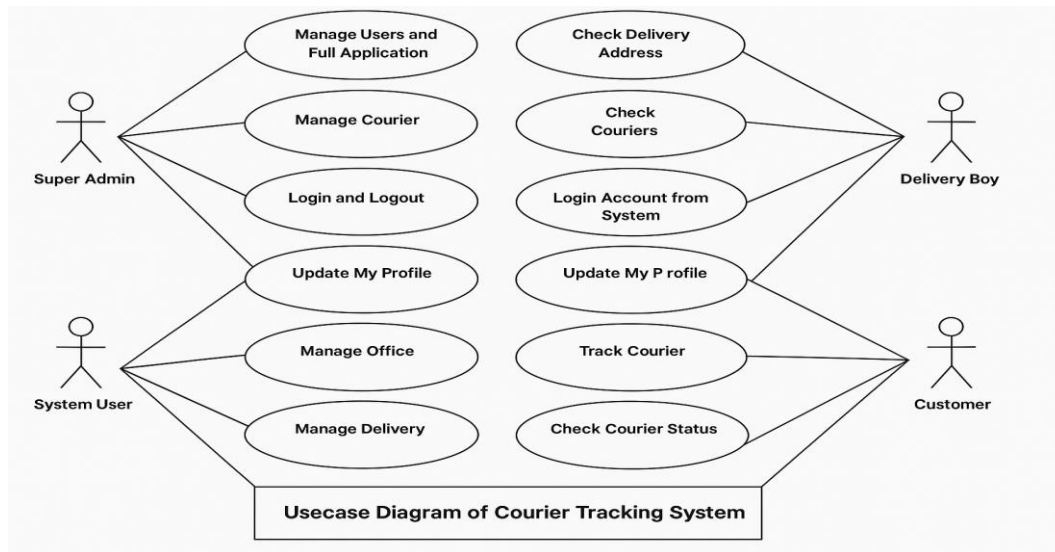 Manage Users and
Full Application
Check Delivery
Address
Manage Courier
Check
Couriers
Super Admin
Delivery Boy
Login and Logout
Login Account from
System
Update My Profile
Update My P rofile
Manage Office
Track Courier
System User
Customer
Manage Delivery
Check Courier Status
Usecase Diagram of Courier Tracking System